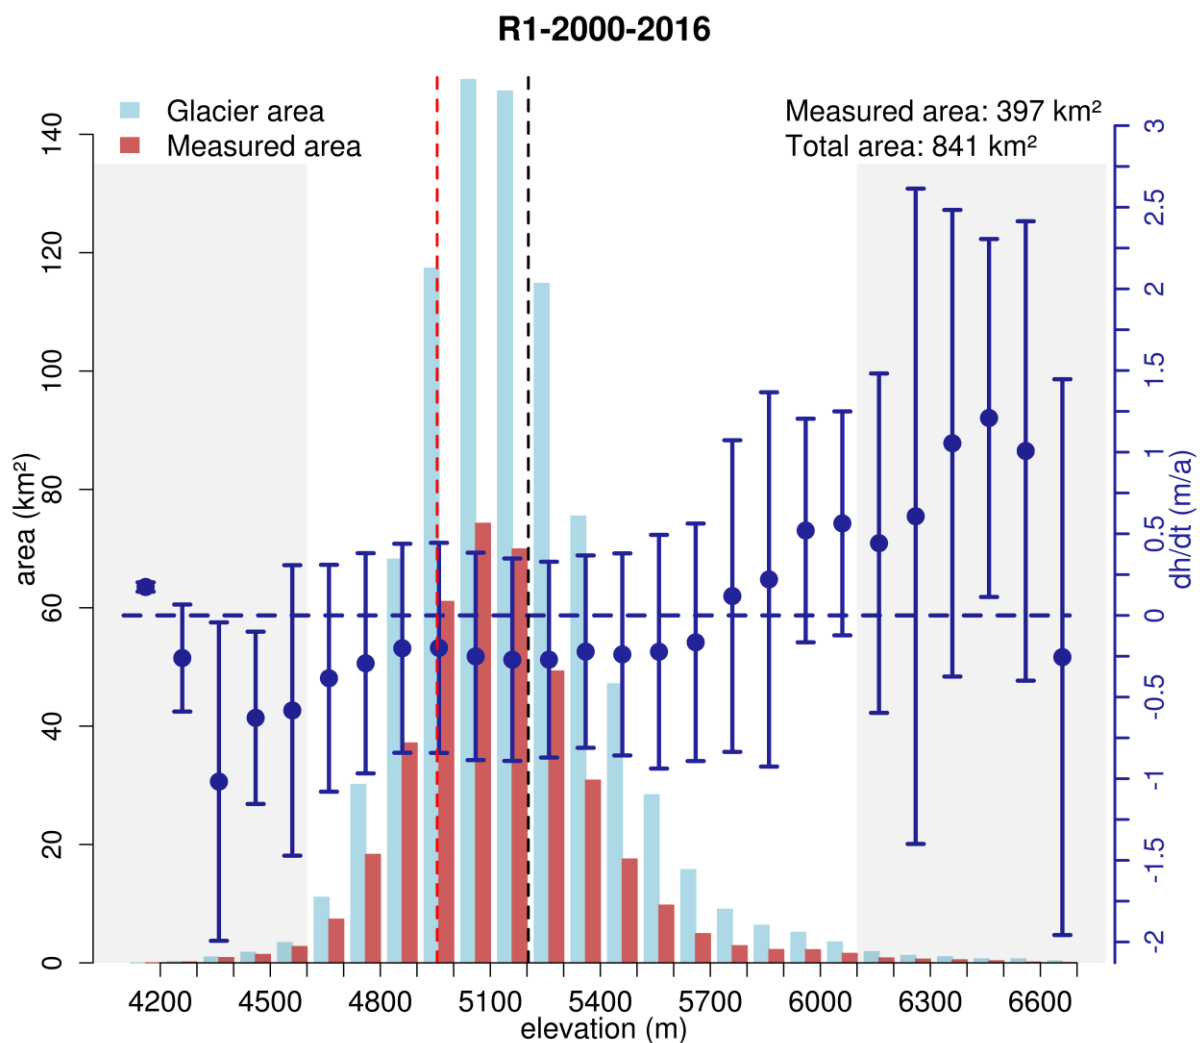 R1-2000-2016
Glacier area
Measured area
Measured area: 397 km²
Total area: 841 km²
area (km²)
0
20
40
60
80
100
120
140
dh/dt (m/a)
3
2.5
2
1.5
1
0.5
0
-0.5
-1
-1.5
-2
4200 4500 4800 5100 5400 5700 6000 6300 6600
elevation (m)